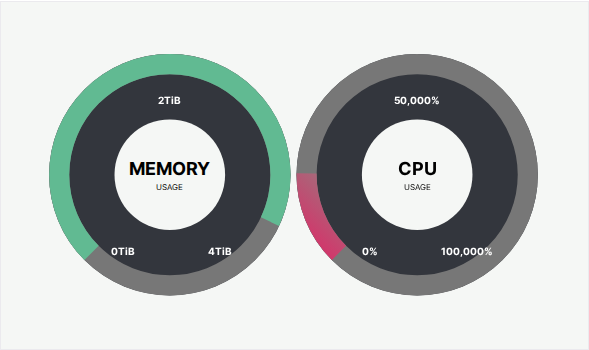 2TiB
MEMORY
USAGE
0TiB
4TiB
50,000%
CPU
USAGE
0%
100,000%